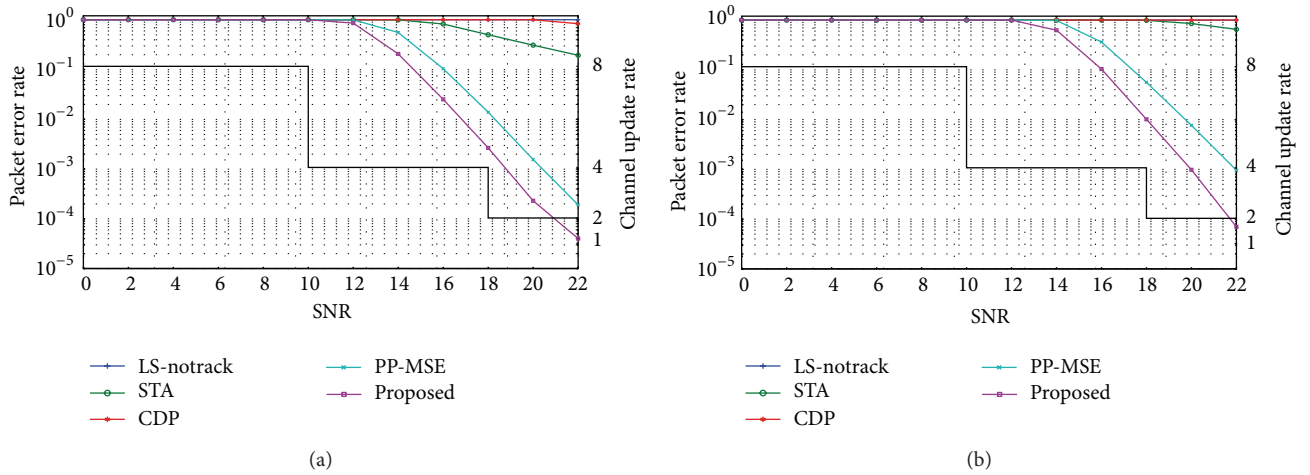 10^0
10^-1
10^-2
10^-3
10^-4
10^-5
Packet error rate
0 2 4 6 8 10 12 14 16 18 20 22
SNR
8
4
2
1
Channel update rate
LS-notrack
STA
CDP
PP-MSE
Proposed
(a)
10^0
10^-1
10^-2
10^-3
10^-4
10^-5
Packet error rate
0 2 4 6 8 10 12 14 16 18 20 22
SNR
8
4
2
1
Channel update rate
LS-notrack
STA
CDP
PP-MSE
Proposed
(b)